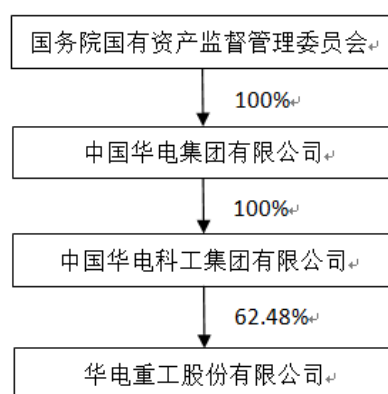 国务院国有资产监督管理委员会
100%
中国华电集团有限公司
100%
中国华电科工集团有限公司
62.48%
华电重工股份有限公司